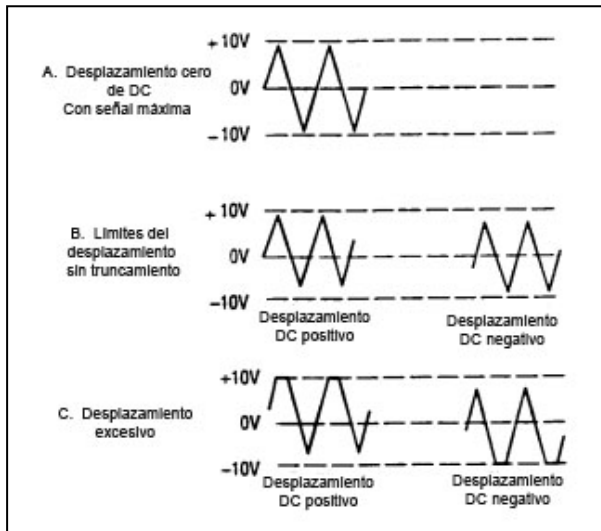 +10V
A. Desplazamiento cero
de DC
Con señal máxima
0V
-10V
+10V
B. Limites del
desplazamiento
sin truncamiento
0V
-10V
Desplazamiento
DC positivo
Desplazamiento
DC negativo
+10V
C. Desplazamiento
excesivo
0V
-10V
Desplazamiento
DC positivo
Desplazamiento
DC negativo